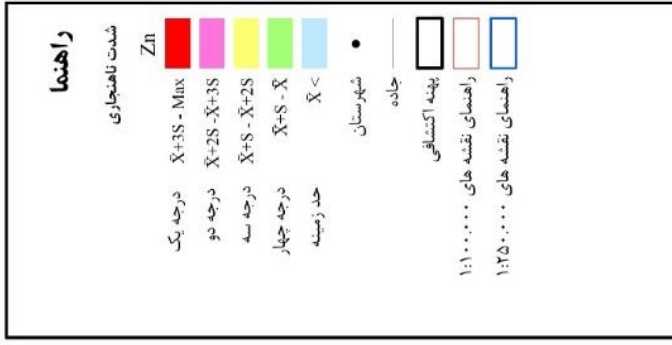 راهنما
شدت ناهنجاری
Zn
درجه یک X̄+3S - Max
درجه دو X̄+2S -X̄+3S
درجه سه X̄+S - X̄+2S
درجه چهار X̄+S - X̄
حد زمینه X̄ >
شهرستان
جاده
پهنه اکتشافی
راهنمای نقشه های ۱:۱۰۰.۰۰۰
راهنمای نقشه های ۱:۲۵۰.۰۰۰